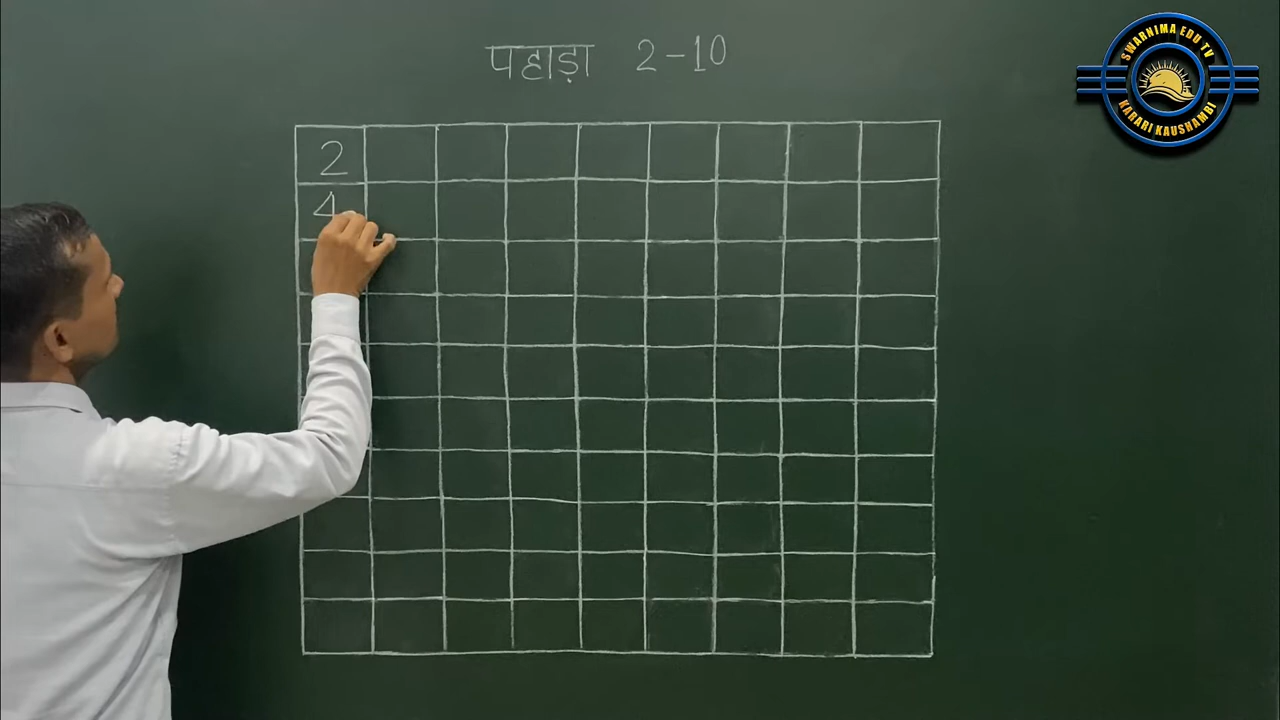 पहाड़ा 2-10
2
4
SWARNIMA EDU TV
KARARI KAUSHAMBI